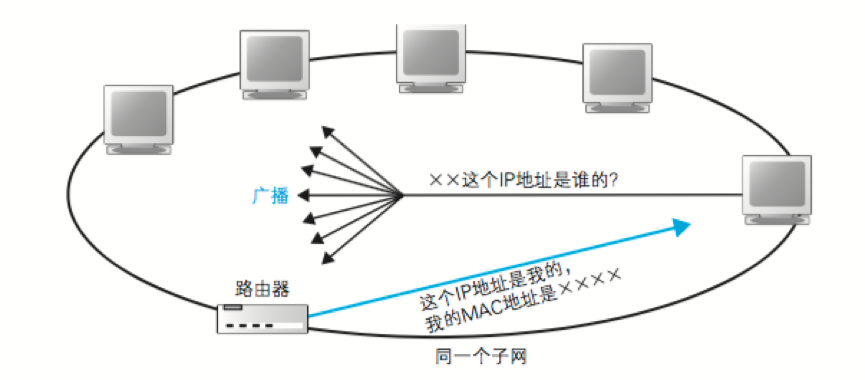 ××这个IP地址是谁的?
广播
这个IP地址是我的，
我的MAC地址是××××
路由器
同一个子网